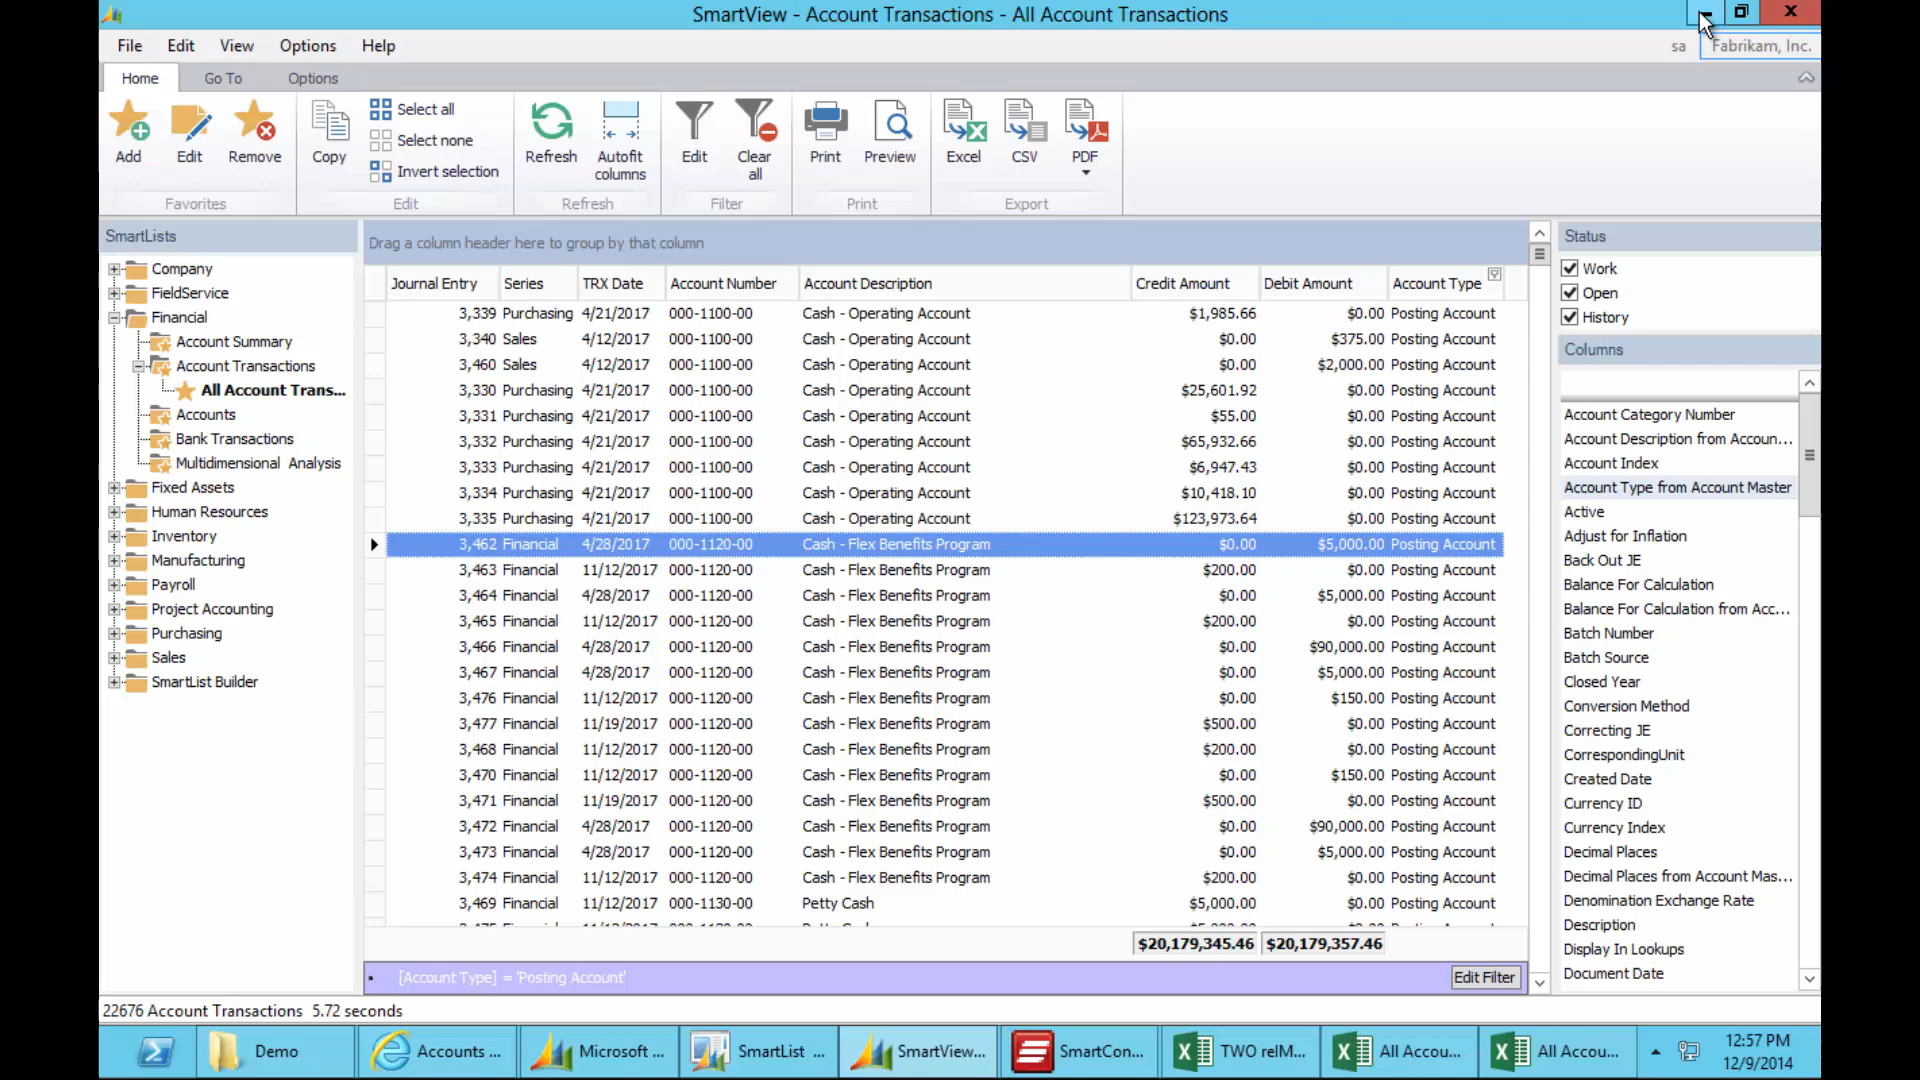 SmartView - Account Transactions - All Account Transactions
File Edit View Options Help
sa Fabrikam, Inc.
Home Go To Options
Add Edit Remove Copy
Select all
Select none
Invert selection
Refresh Autofit columns Edit Clear all Print Preview Excel CSV PDF
Favorites Edit Refresh Filter Print Export
SmartLists
Company
FieldService
Financial
Account Summary
Account Transactions
All Account Trans...
Accounts
Bank Transactions
Multidimensional Analysis
Fixed Assets
Human Resources
Inventory
Manufacturing
Payroll
Project Accounting
Purchasing
Sales
SmartList Builder
Drag a column header here to group by that column
Journal Entry Series TRX Date Account Number Account Description Credit Amount Debit Amount Account Type
3,339 Purchasing 4/21/2017 000-1100-00 Cash - Operating Account $1,985.66 $0.00 Posting Account
3,340 Sales 4/12/2017 000-1100-00 Cash - Operating Account $0.00 $375.00 Posting Account
3,460 Sales 4/12/2017 000-1100-00 Cash - Operating Account $0.00 $2,000.00 Posting Account
3,330 Purchasing 4/21/2017 000-1100-00 Cash - Operating Account $25,601.92 $0.00 Posting Account
3,331 Purchasing 4/21/2017 000-1100-00 Cash - Operating Account $55.00 $0.00 Posting Account
3,332 Purchasing 4/21/2017 000-1100-00 Cash - Operating Account $65,932.66 $0.00 Posting Account
3,333 Purchasing 4/21/2017 000-1100-00 Cash - Operating Account $6,947.43 $0.00 Posting Account
3,334 Purchasing 4/21/2017 000-1100-00 Cash - Operating Account $10,418.10 $0.00 Posting Account
3,335 Purchasing 4/21/2017 000-1100-00 Cash - Operating Account $123,973.64 $0.00 Posting Account
3,462 Financial 4/28/2017 000-1120-00 Cash - Flex Benefits Program $0.00 $5,000.00 Posting Account
3,463 Financial 11/12/2017 000-1120-00 Cash - Flex Benefits Program $200.00 $0.00 Posting Account
3,464 Financial 4/28/2017 000-1120-00 Cash - Flex Benefits Program $0.00 $5,000.00 Posting Account
3,465 Financial 11/12/2017 000-1120-00 Cash - Flex Benefits Program $200.00 $0.00 Posting Account
3,466 Financial 4/28/2017 000-1120-00 Cash - Flex Benefits Program $0.00 $90,000.00 Posting Account
3,467 Financial 4/28/2017 000-1120-00 Cash - Flex Benefits Program $0.00 $5,000.00 Posting Account
3,476 Financial 11/12/2017 000-1120-00 Cash - Flex Benefits Program $0.00 $150.00 Posting Account
3,477 Financial 11/19/2017 000-1120-00 Cash - Flex Benefits Program $500.00 $0.00 Posting Account
3,468 Financial 11/12/2017 000-1120-00 Cash - Flex Benefits Program $200.00 $0.00 Posting Account
3,470 Financial 11/12/2017 000-1120-00 Cash - Flex Benefits Program $0.00 $150.00 Posting Account
3,471 Financial 11/19/2017 000-1120-00 Cash - Flex Benefits Program $500.00 $0.00 Posting Account
3,472 Financial 4/28/2017 000-1120-00 Cash - Flex Benefits Program $0.00 $90,000.00 Posting Account
3,473 Financial 4/28/2017 000-1120-00 Cash - Flex Benefits Program $0.00 $5,000.00 Posting Account
3,474 Financial 11/12/2017 000-1120-00 Cash - Flex Benefits Program $200.00 $0.00 Posting Account
3,469 Financial 11/12/2017 000-1130-00 Petty Cash $5,000.00 $0.00 Posting Account
$20,179,345.46 $20,179,357.46
[Account Type] = 'Posting Account' Edit Filter
Status
Work
Open
History
Columns
Account Category Number
Account Description from Accoun...
Account Index
Account Type from Account Master
Active
Adjust for Inflation
Back Out JE
Balance For Calculation
Balance For Calculation from Acc...
Batch Number
Batch Source
Closed Year
Conversion Method
Correcting JE
CorrespondingUnit
Created Date
Currency ID
Currency Index
Decimal Places
Decimal Places from Account Mas...
Denomination Exchange Rate
Description
Display In Lookups
Document Date
22676 Account Transactions 5.72 seconds
Demo Accounts ... Microsoft ... SmartList ... SmartView... SmartCon... TWO relM... All Accou... All Accou...
12:57 PM
12/9/2014